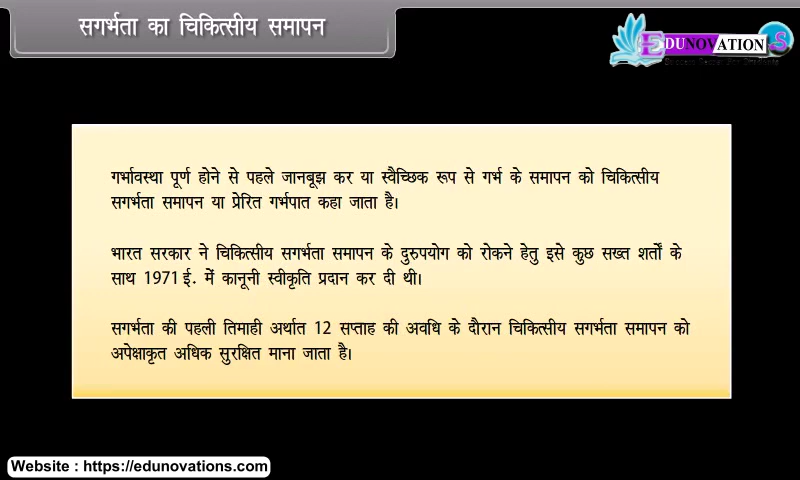 सगर्भता का चिकित्सीय समापन
EDUNOVATION S
गर्भावस्था पूर्ण होने से पहले जानबूझ कर या स्वैच्छिक रूप से गर्भ के समापन को चिकित्सीय
सगर्भता समापन या प्रेरित गर्भपात कहा जाता है।
भारत सरकार ने चिकित्सीय सगर्भता समापन के दुरुपयोग को रोकने हेतु इसे कुछ सख्त शर्तों के
साथ 1971 ई. में कानूनी स्वीकृति प्रदान कर दी थी।
सगर्भता की पहली तिमाही अर्थात 12 सप्ताह की अवधि के दौरान चिकित्सीय सगर्भता समापन को
अपेक्षाकृत अधिक सुरक्षित माना जाता है।
Website : https://edunovations.com